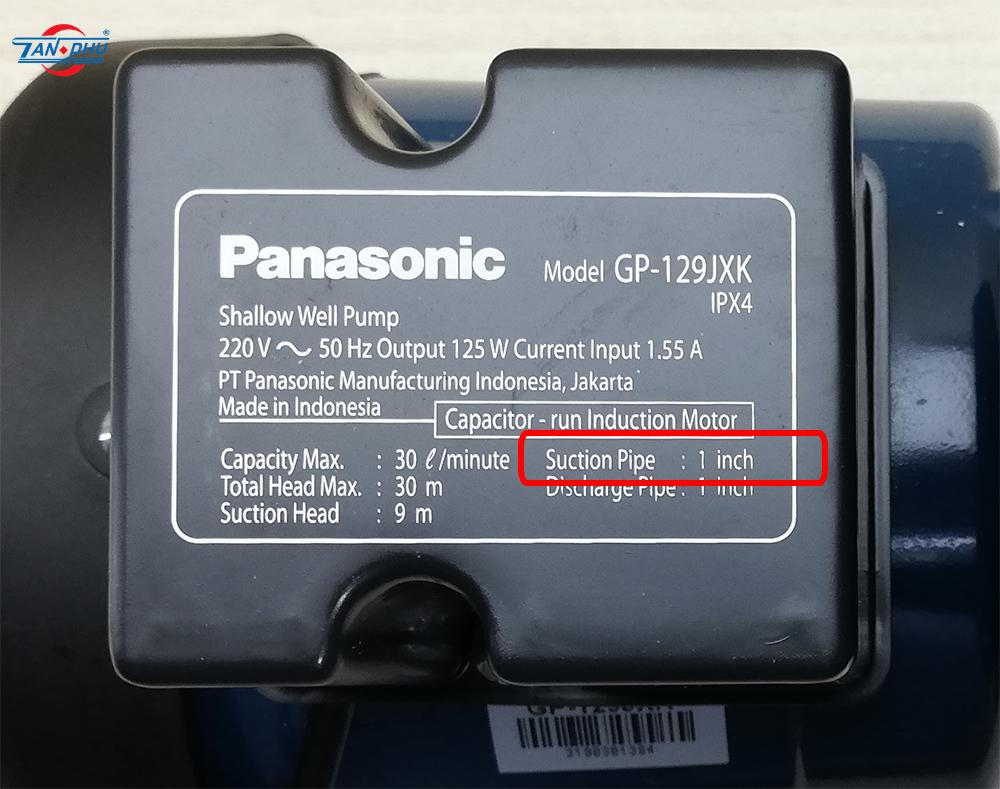 TAN PHU ®
Panasonic
Model GP-129JXK
IPX4
Shallow Well Pump
220 V ~ 50 Hz Output 125 W Current Input 1.55 A
PT Panasonic Manufacturing Indonesia, Jakarta
Made in Indonesia
Capacitor - run Induction Motor
Capacity Max. : 30 ℓ/minute
Total Head Max. : 30 m
Suction Head : 9 m
Suction Pipe : 1 inch
Discharge Pipe : 1 inch